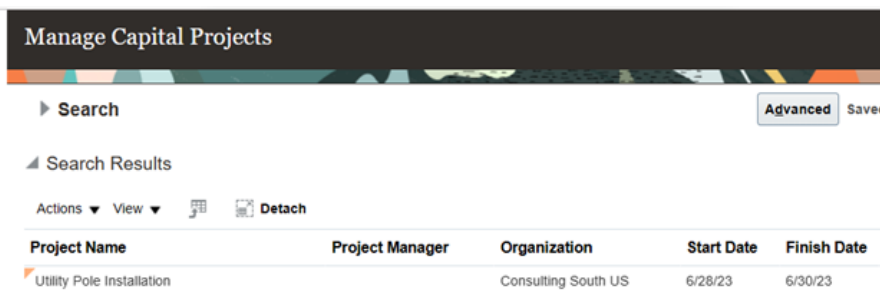 Manage Capital Projects
Search
Advanced Save
Search Results
Actions View Detach
Project Name Project Manager Organization Start Date Finish Date
Utility Pole Installation Consulting South US 6/28/23 6/30/23